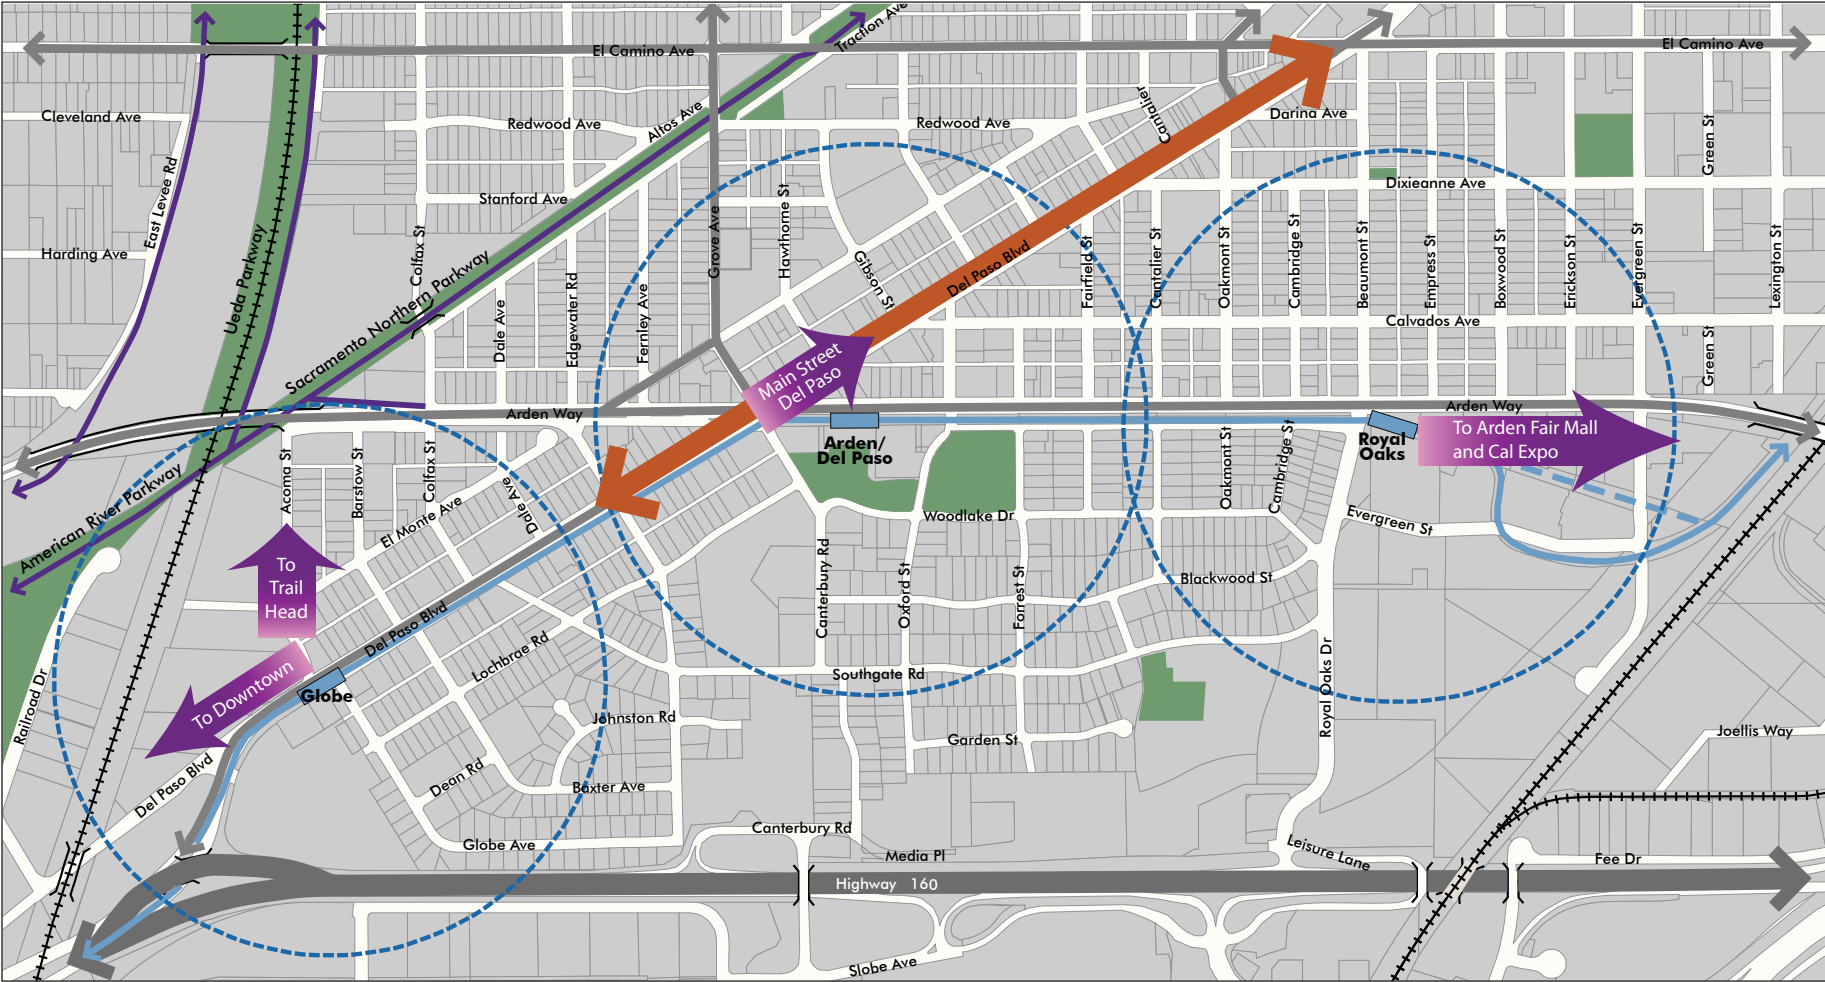 Traction Ave
El Camino Ave
El Camino Ave
Cleveland Ave
Redwood Ave
Altos Ave
Redwood Ave
Cantalier
Darina Ave
Green St
East Levee Rd
Stanford Ave
Dixieanne Ave
Harding Ave
Ueda Parkway
Colfax St
Sacramento Northern Parkway
Grove Ave
Hawthorne St
Gibson St
Del Paso Blvd
Fairfield St
Cantalier St
Oakmont St
Cambridge St
Beaumont St
Empress St
Boxwood St
Erickson St
Evergreen St
Lexington St
Dale Ave
Edgewater Rd
Fernley Ave
Calvados Ave
Green St
Main Street
Del Paso
Arden Way
Arden Way
Arden/
Del Paso
Royal
Oaks
To Arden Fair Mall
and Cal Expo
American River Parkway
Acoma St
Barstow St
Colfax St
El Monte Ave
Dale Ave
Oakmont St
Cambridge St
Woodlake Dr
Evergreen St
To
Trail
Head
Canterbury Rd
Oxford St
Forrest St
Blackwood St
Del Paso Blvd
Lochbrae Rd
Southgate Rd
Royal Oaks Dr
Railroad Dr
To Downtown
Globe
Johnston Rd
Garden St
Joellis Way
Del Paso Blvd
Dean Rd
Baxter Ave
Globe Ave
Canterbury Rd
Media Pl
Leisure Lane
Fee Dr
Highway 160
Slobe Ave